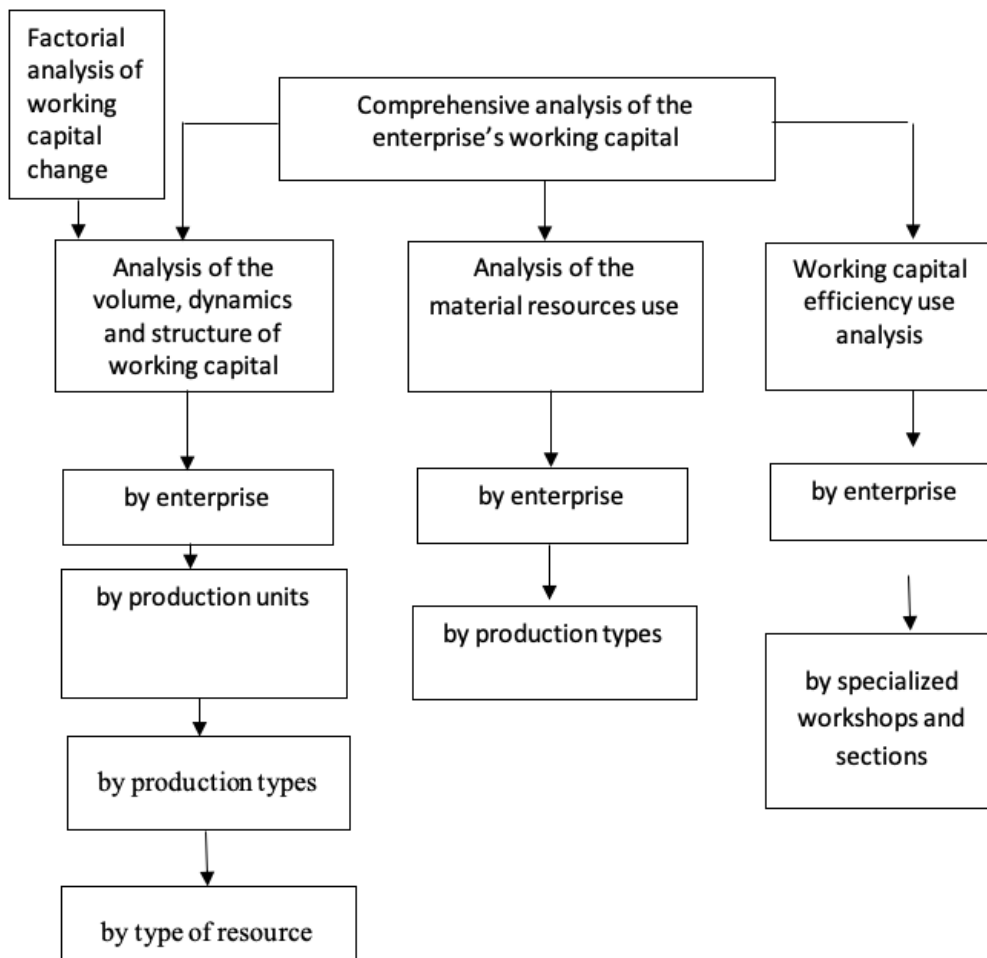 Factorial
analysis of
working
capital
change
Comprehensive analysis of the
enterprise’s working capital
Analysis of the
volume, dynamics
and structure of
working capital
Analysis of the
material resources use
Working capital
efficiency use
analysis
by enterprise
by enterprise
by enterprise
by production units
by production types
by specialized
workshops and
sections
by production types
by type of resource